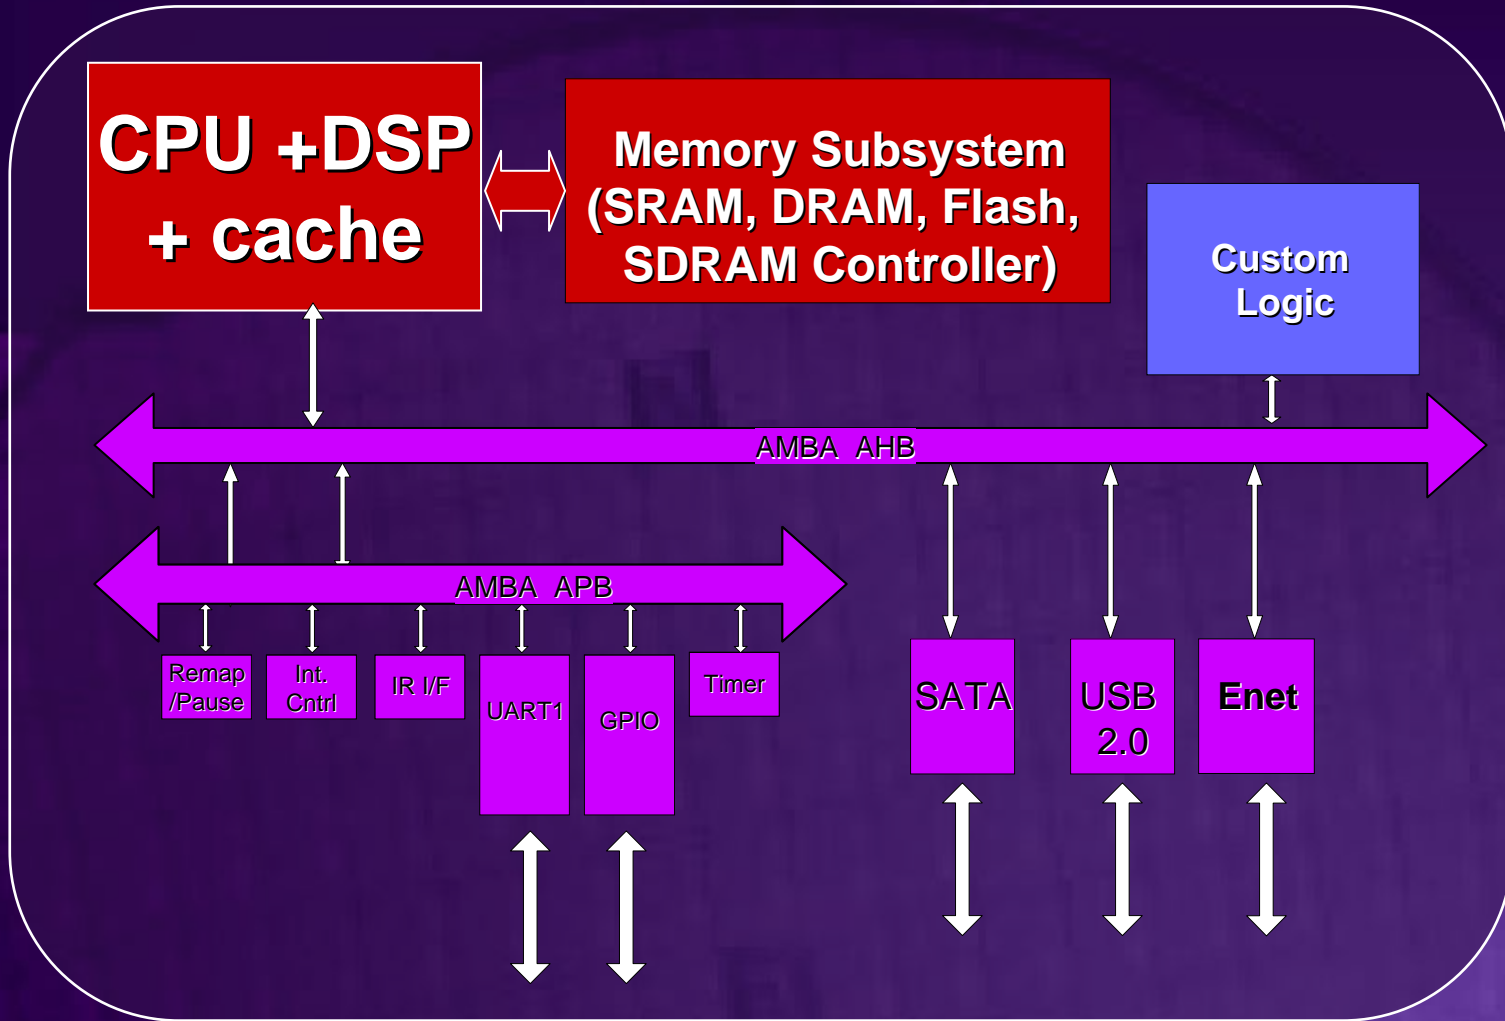 CPU +DSP
+ cache
Memory Subsystem
(SRAM, DRAM, Flash,
SDRAM Controller)
Custom
Logic
AMBA AHB
AMBA APB
Remap
/Pause
Int.
Cntrl
IR I/F
UART1
GPIO
Timer
SATA
USB
2.0
Enet